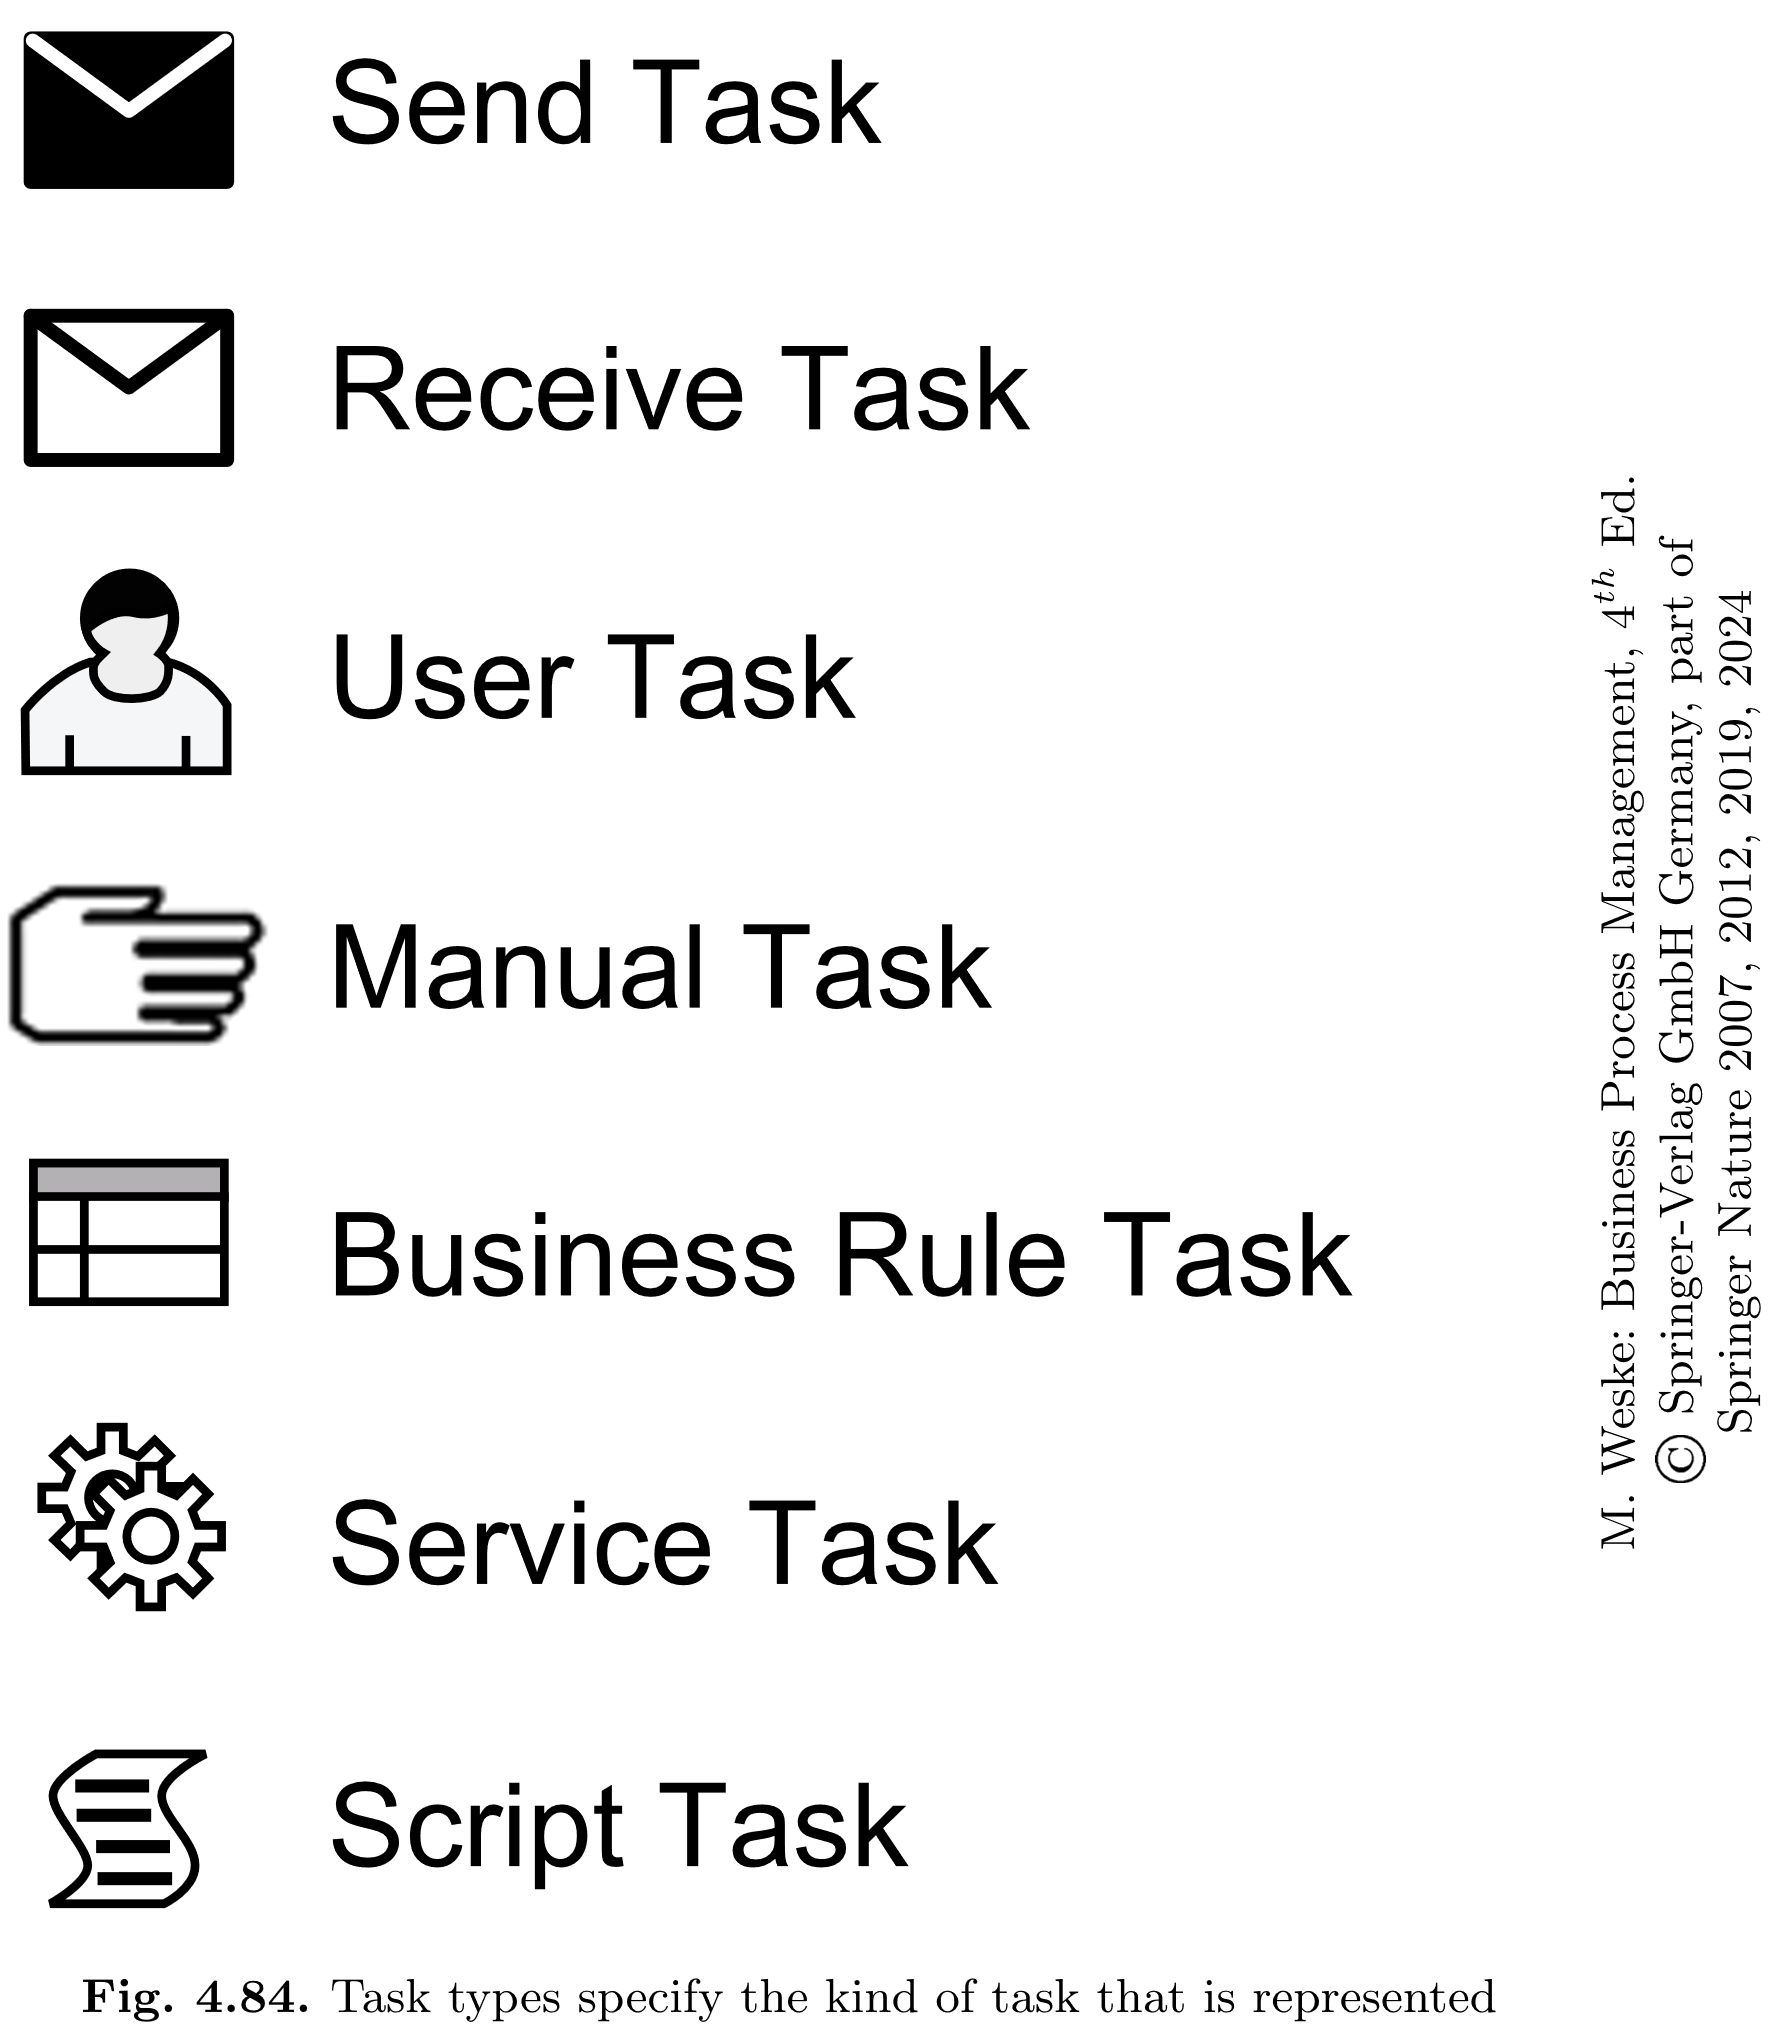 Send Task
Receive Task
User Task
Manual Task
Business Rule Task
Service Task
Script Task
Fig. 4.84. Task types specify the kind of task that is represented
M. Weske: Business Process Management, 4th Ed.
© Springer-Verlag GmbH Germany, part of
Springer Nature 2007, 2012, 2019, 2024